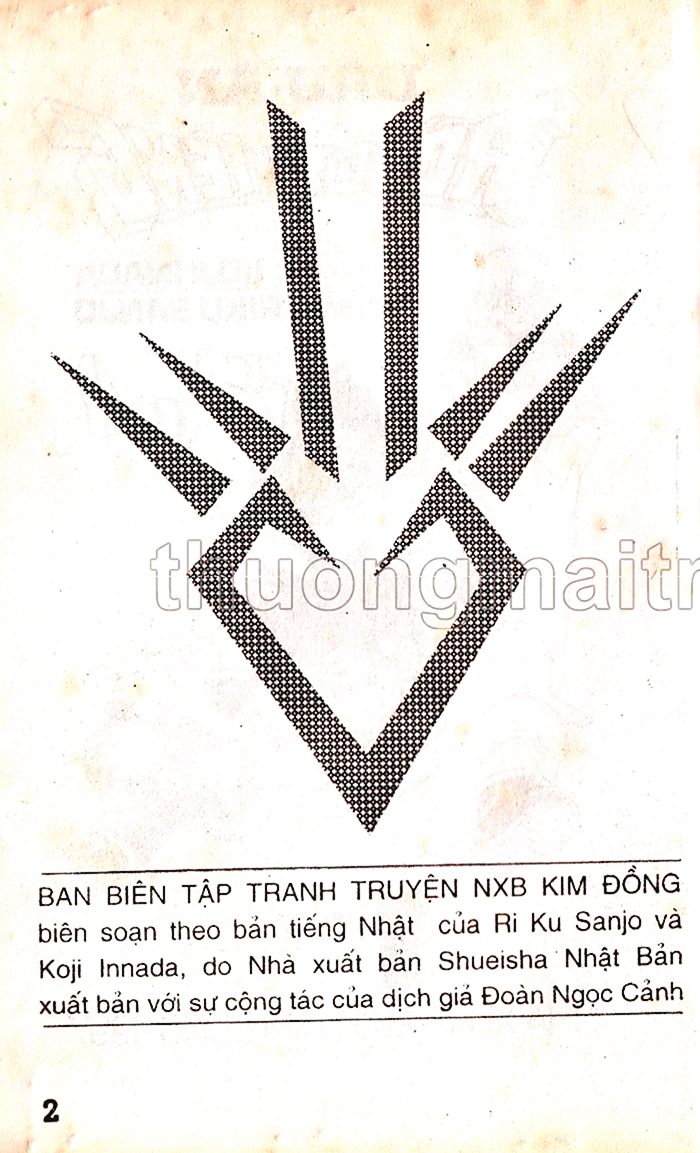 thuongmaitr
BAN BIÊN TẬP TRANH TRUYỆN NXB KIM ĐỒNG
biên soạn theo bản tiếng Nhật của Ri Ku Sanjo và
Koji Innada, do Nhà xuất bản Shueisha Nhật Bản
xuất bản với sự cộng tác của dịch giả Đoàn Ngọc Cảnh
2